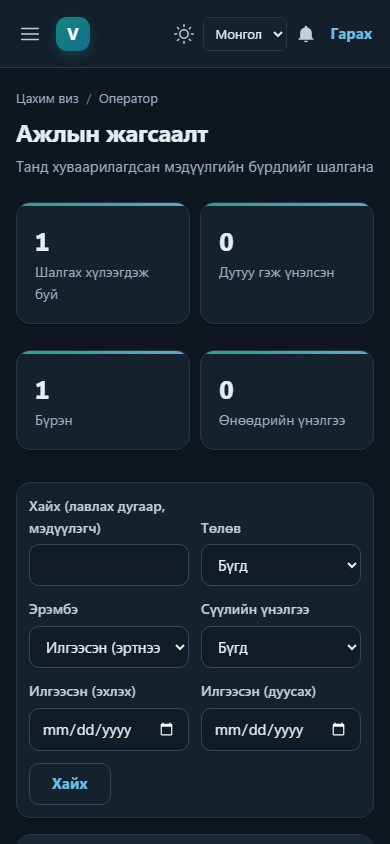 V
Монгол
Гарах
Цахим виз / Оператор
Ажлын жагсаалт
Танд хуваарилагдсан мэдүүлгийн бүрдлийг шалгана
1
Шалгах хүлээгдэж
буй
0
Дутуу гэж үнэлсэн
1
Бүрэн
0
Өнөөдрийн үнэлгээ
Хайх (лавлах дугаар,
мэдүүлэгч)
Төлөв
Бүгд
Эрэмбэ
Сүүлийн үнэлгээ
Илгээсэн (эртнээ
Бүгд
Илгээсэн (эхлэх)
Илгээсэн (дуусах)
mm/dd/yyyy
mm/dd/yyyy
Хайх